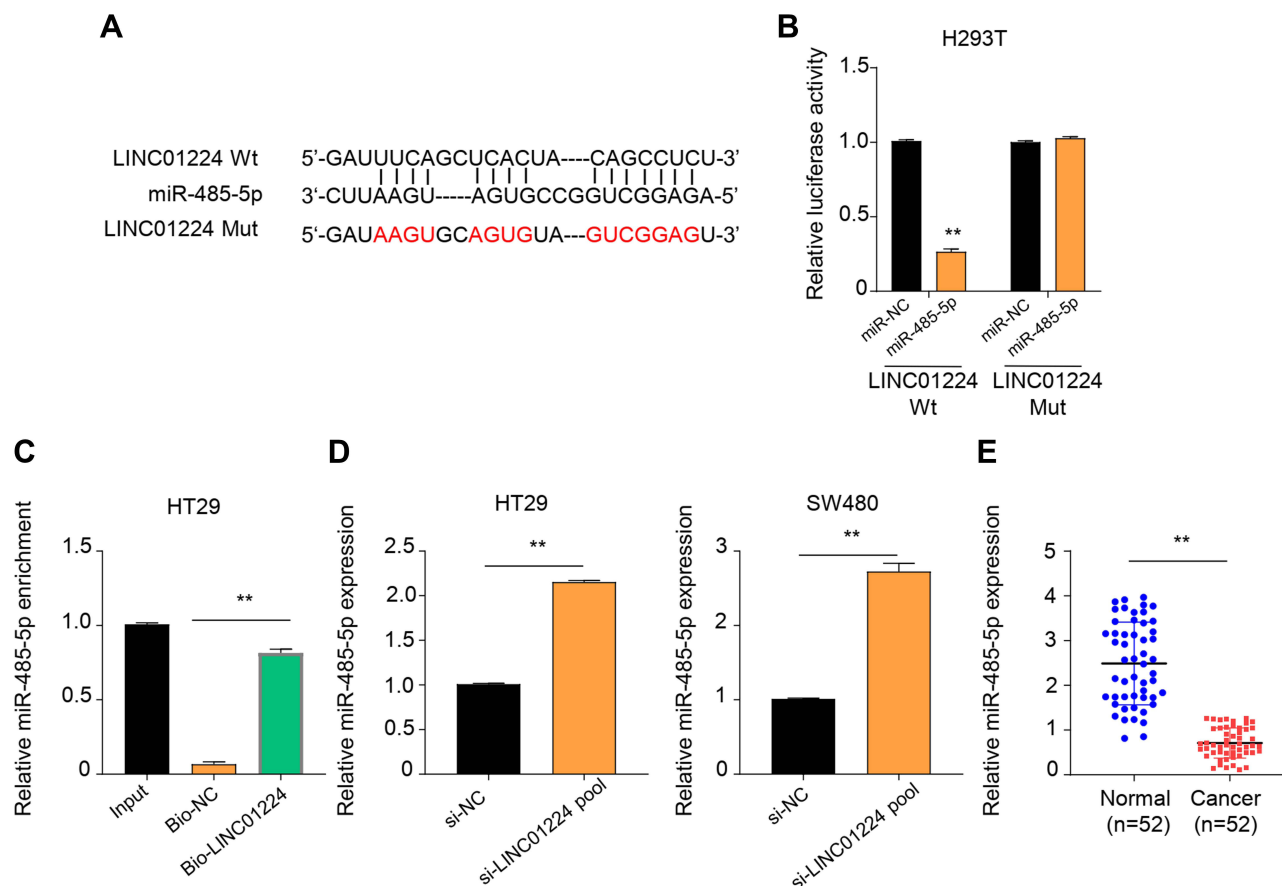 A
LINC01224 Wt 5’-GAUUUCAGCUCACUA----CAGCCUCU-3’
miR-485-5p 3‘-CUUAAGU-----AGUGCCGGUCGGAGA-5’
LINC01224 Mut 5‘-GAUAAGUGCAGUGUA---GUCGGAGU-3’
B
H293T
Relative luciferase activity
1.5
1.0
0.5
0
**
miR-NC
miR-485-5p
miR-NC
miR-485-5p
LINC01224
Wt
LINC01224
Mut
C
HT29
Relative miR-485-5p enrichment
1.5
1.0
0.5
0
**
Input
Bio-NC
Bio-LINC01224
D
HT29
Relative miR-485-5p expression
2.5
2.0
1.5
1.0
0.5
0
**
si-NC
si-LINC01224 pool
SW480
Relative miR-485-5p expression
3
2
1
0
**
si-NC
si-LINC01224 pool
E
Relative miR-485-5p expression
5
4
3
2
1
0
**
Normal
(n=52)
Cancer
(n=52)